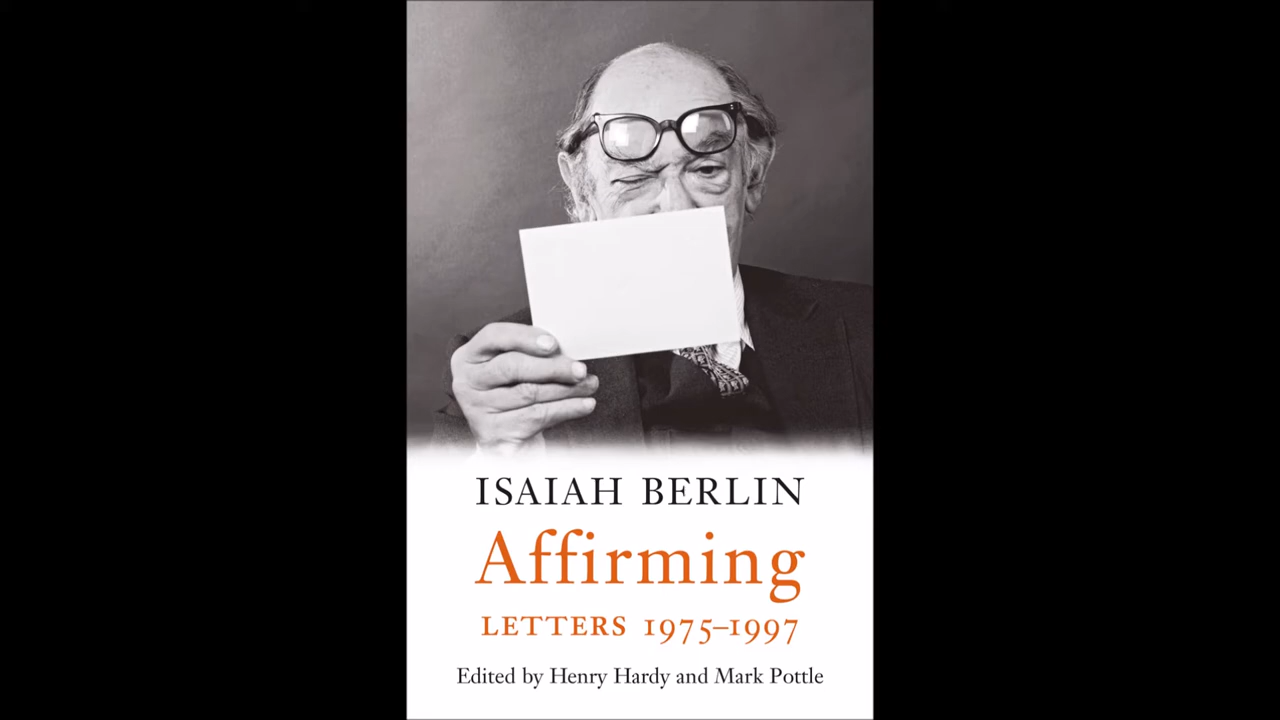 ISAIAH BERLIN
Affirming
LETTERS 1975–1997
Edited by Henry Hardy and Mark Pottle